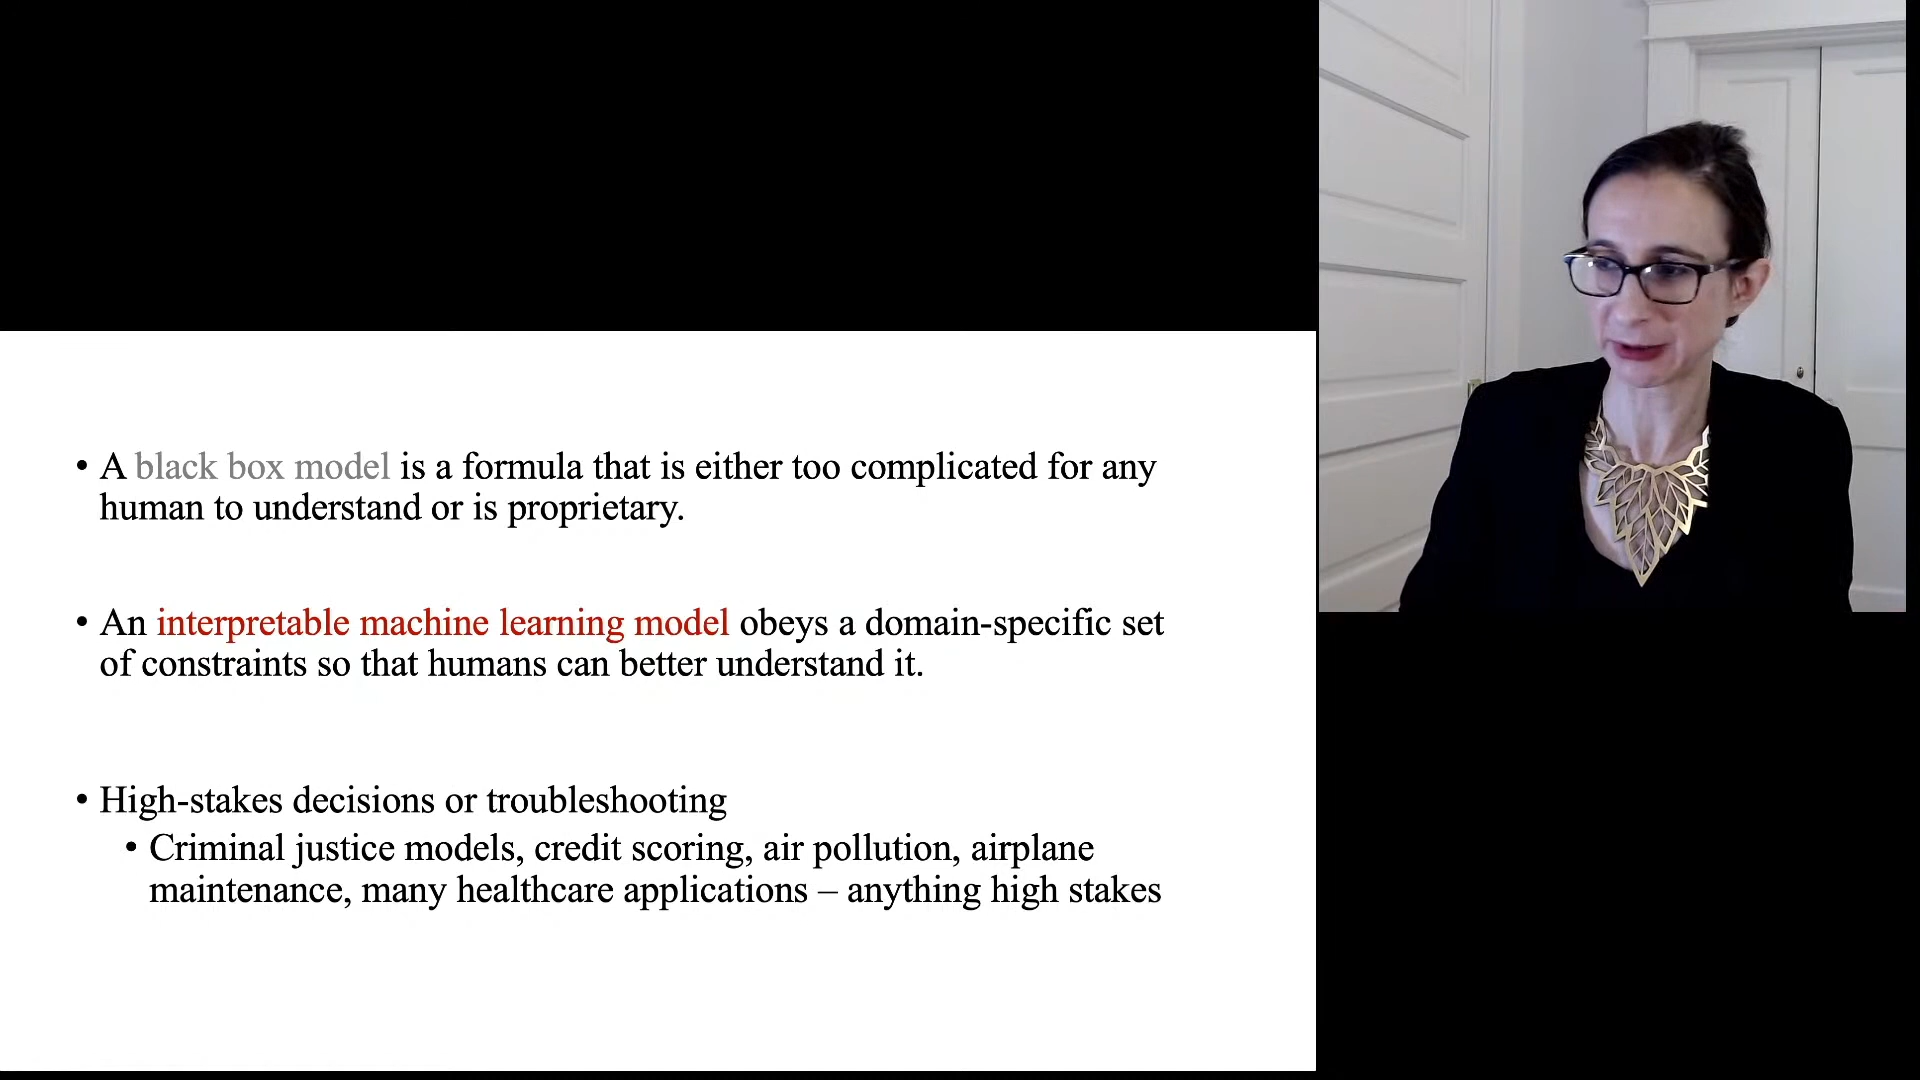 • A black box model is a formula that is either too complicated for any
human to understand or is proprietary.
• An interpretable machine learning model obeys a domain-specific set
of constraints so that humans can better understand it.
• High-stakes decisions or troubleshooting
• Criminal justice models, credit scoring, air pollution, airplane
maintenance, many healthcare applications – anything high stakes